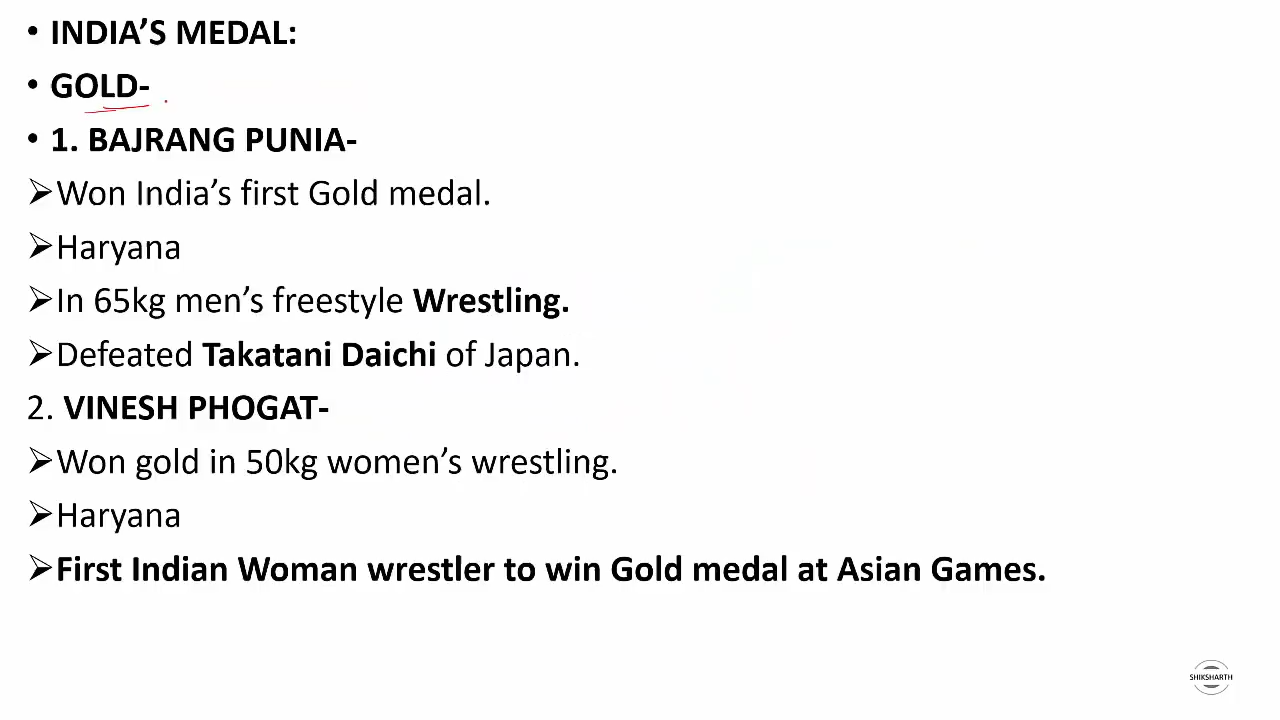 • INDIA’S MEDAL:
• GOLD-
• 1. BAJRANG PUNIA-
➢Won India’s first Gold medal.
➢Haryana
➢In 65kg men’s freestyle Wrestling.
➢Defeated Takatani Daichi of Japan.
2. VINESH PHOGAT-
➢Won gold in 50kg women’s wrestling.
➢Haryana
➢First Indian Woman wrestler to win Gold medal at Asian Games.
SHIKSHARTH